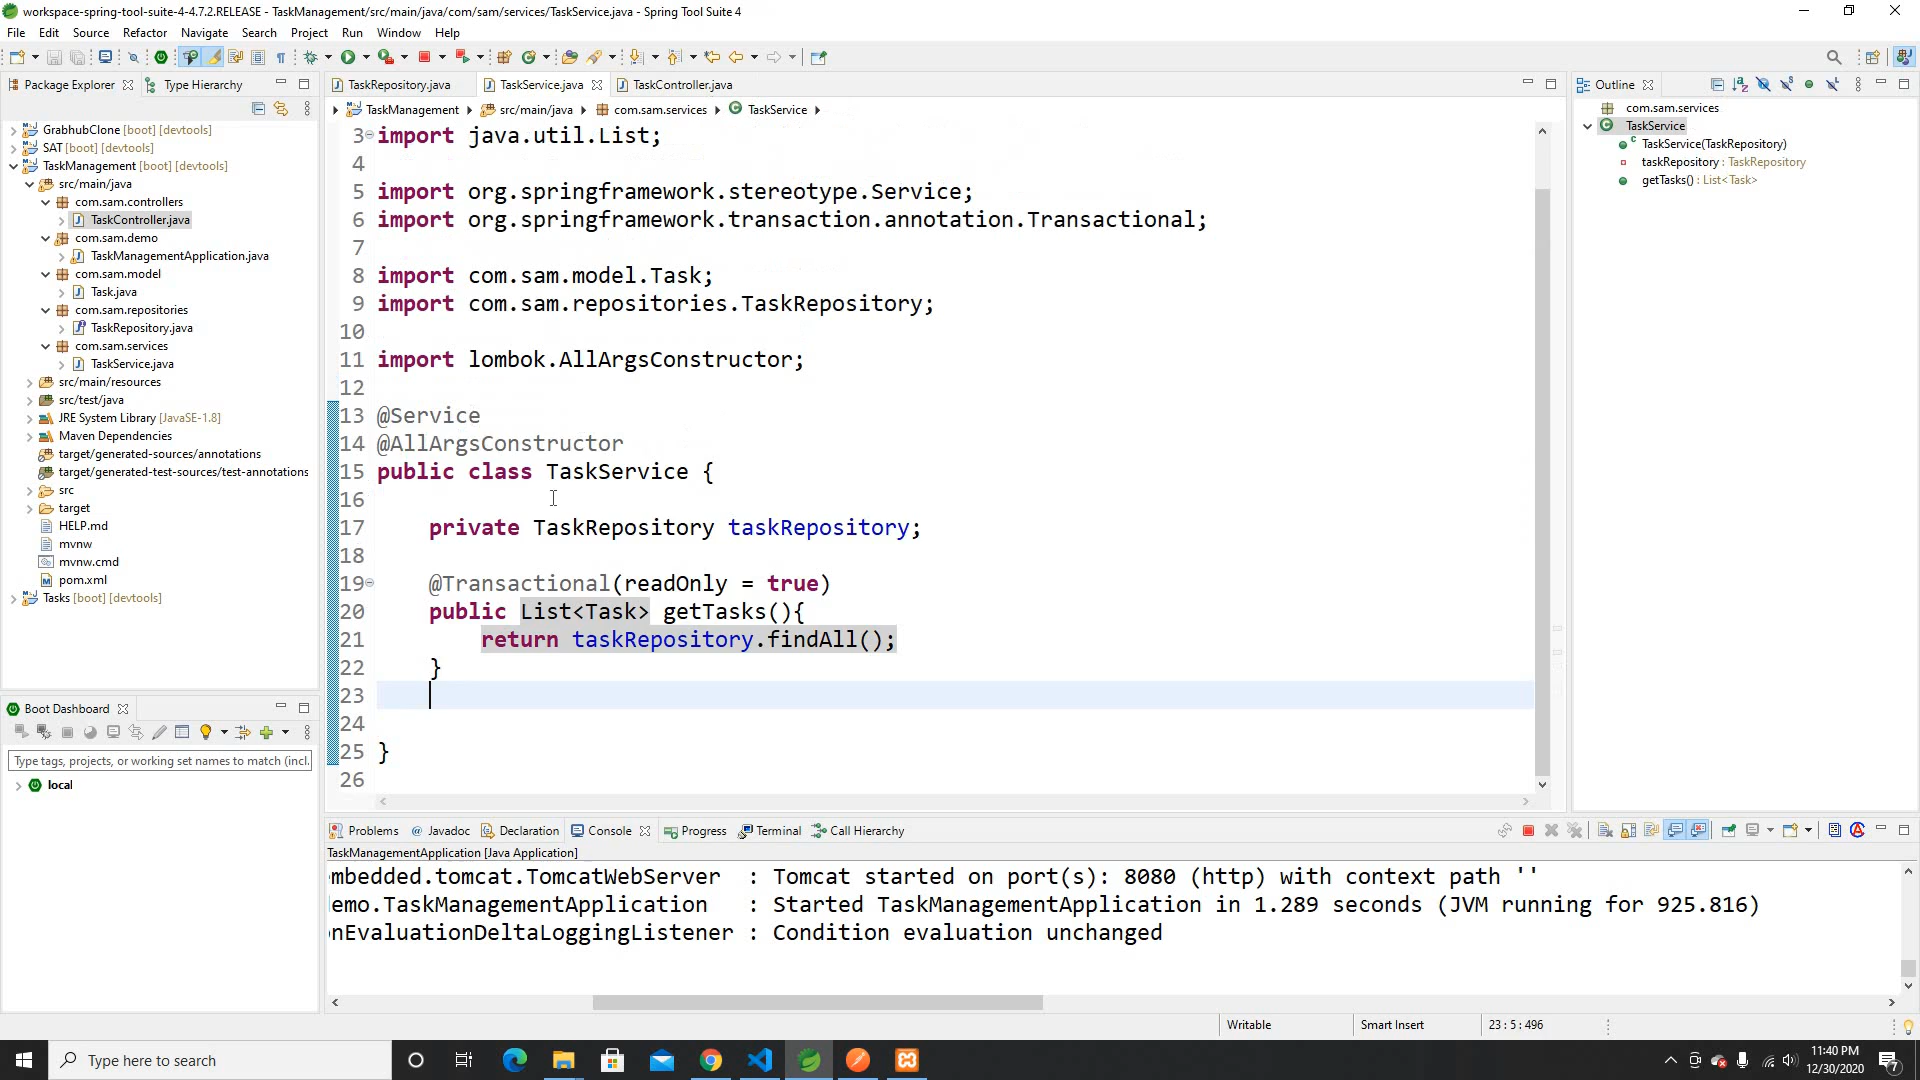 workspace-spring-tool-suite-4-4.7.2.RELEASE - TaskManagement/src/main/java/com/sam/services/TaskService.java - Spring Tool Suite 4
File Edit Source Refactor Navigate Search Project Run Window Help
Package Explorer Type Hierarchy
GrabhubClone [boot] [devtools]
SAT [boot] [devtools]
TaskManagement [boot] [devtools]
src/main/java
com.sam.controllers
TaskController.java
com.sam.demo
TaskManagementApplication.java
com.sam.model
Task.java
com.sam.repositories
TaskRepository.java
com.sam.services
TaskService.java
src/main/resources
src/test/java
JRE System Library [JavaSE-1.8]
Maven Dependencies
target/generated-sources/annotations
target/generated-test-sources/test-annotations
src
target
HELP.md
mvnw
mvnw.cmd
pom.xml
Tasks [boot] [devtools]
Boot Dashboard
Type tags, projects, or working set names to match (incl.
local
TaskRepository.java TaskService.java TaskController.java
TaskManagement src/main/java com.sam.services TaskService
3 import java.util.List;
4
5 import org.springframework.stereotype.Service;
6 import org.springframework.transaction.annotation.Transactional;
7
8 import com.sam.model.Task;
9 import com.sam.repositories.TaskRepository;
10
11 import lombok.AllArgsConstructor;
12
13 @Service
14 @AllArgsConstructor
15 public class TaskService {
16
17 private TaskRepository taskRepository;
18
19 @Transactional(readOnly = true)
20 public List<Task> getTasks(){
21 return taskRepository.findAll();
22 }
23
24
25 }
26
Outline
com.sam.services
TaskService
TaskService(TaskRepository)
taskRepository : TaskRepository
getTasks() : List<Task>
Problems @ Javadoc Declaration Console Progress Terminal Call Hierarchy
TaskManagementApplication [Java Application]
mbedded.tomcat.TomcatWebServer : Tomcat started on port(s): 8080 (http) with context path ''
emo.TaskManagementApplication : Started TaskManagementApplication in 1.289 seconds (JVM running for 925.816)
onEvaluationDeltaLoggingListener : Condition evaluation unchanged
Writable Smart Insert 23 : 5 : 496
Type here to search
11:40 PM
12/30/2020
7